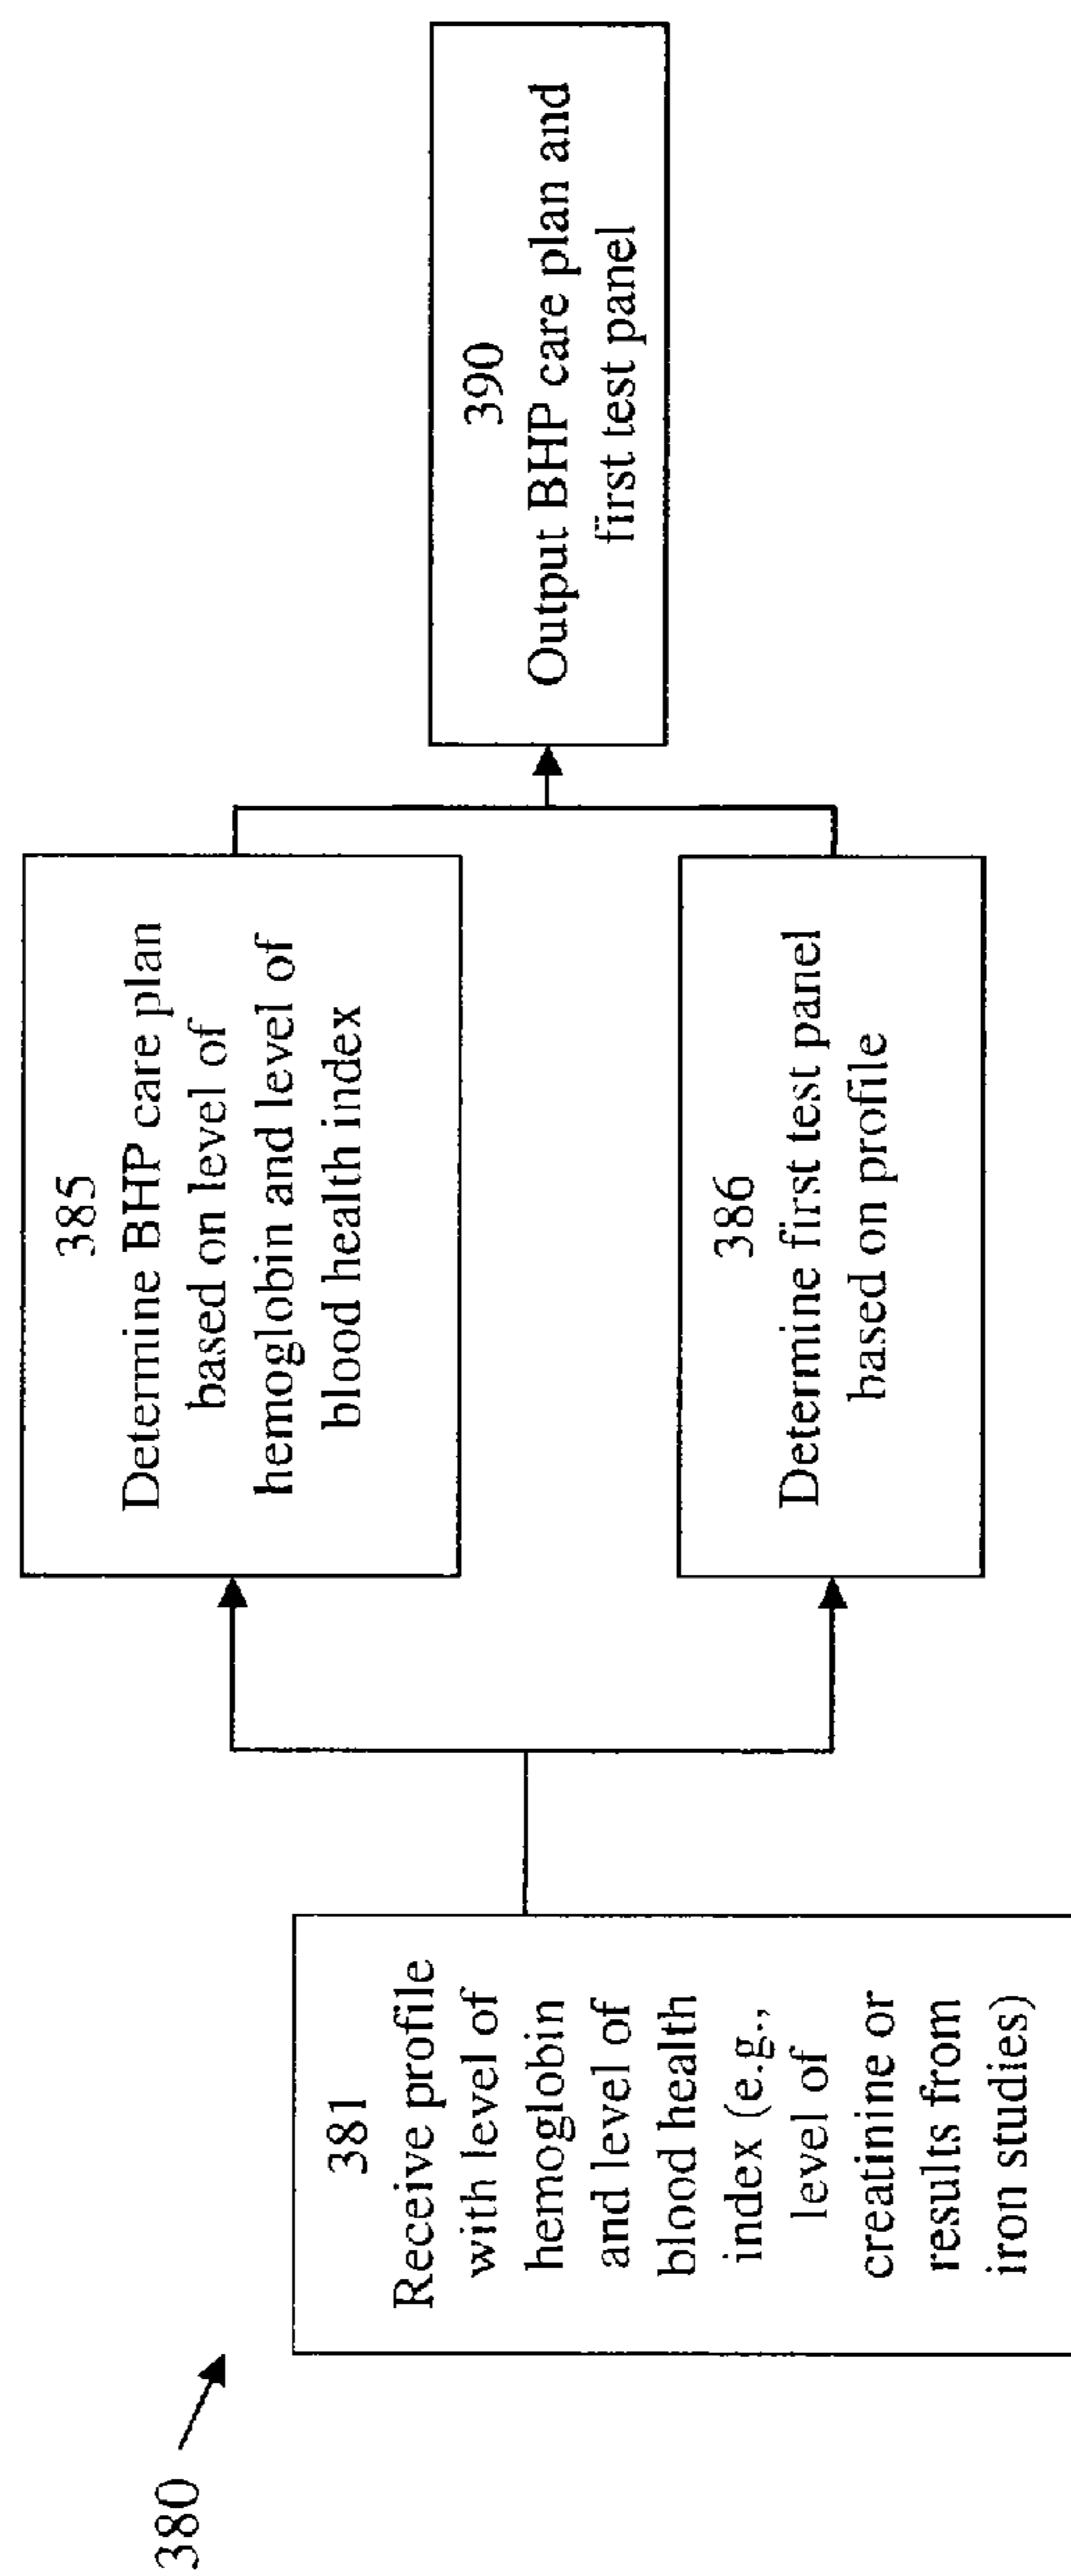 380
381
Receive profile
with level of
hemoglobin
and level of
blood health
index (e.g.,
level of
creatinine or
results from
iron studies)
385
Determine BHP care plan
based on level of
hemoglobin and level of
blood health index
386
Determine first test panel
based on profile
390
Output BHP care plan and
first test panel